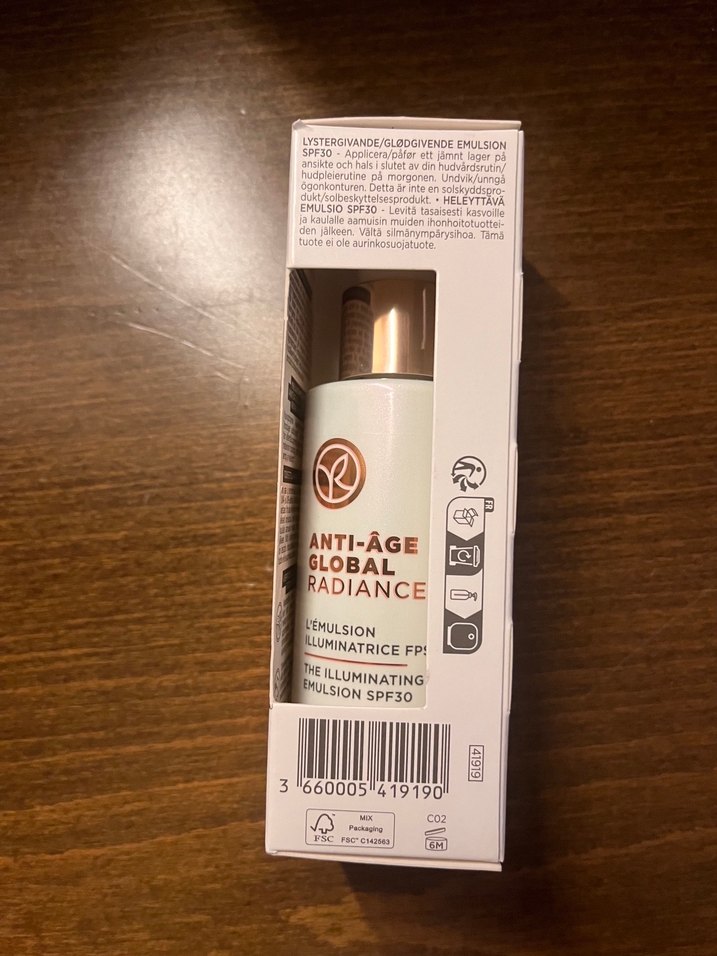 LYSTERGIVANDE/GLØDGIVENDE EMULSION
SPF30 - Applicera/påfør ett jämnt lager på
ansikte och hals i slutet av din hudvårdsrutin/
hudpleierutine på morgonen. Undvik/unngå
ögonkonturen. Detta är inte en solskyddspro-
dukt/solbeskyttelsesprodukt. • HELEYTTÄVÄ
EMULSIO SPF30 - Levitä tasaisesti kasvoille
ja kaulalle aamuisin muiden ihonhoitotuottei-
den jälkeen. Vältä silmänympärysihoa. Tämä
tuote ei ole aurinkosuojatuote.
ANTI-ÂGE
GLOBAL
RADIANCE
L'ÉMULSION
ILLUMINATRICE FPS
THE ILLUMINATING
EMULSION SPF30
FR
3 660005 419190
41919
FSC
MIX
Packaging
FSC™ C142563
C02
6M